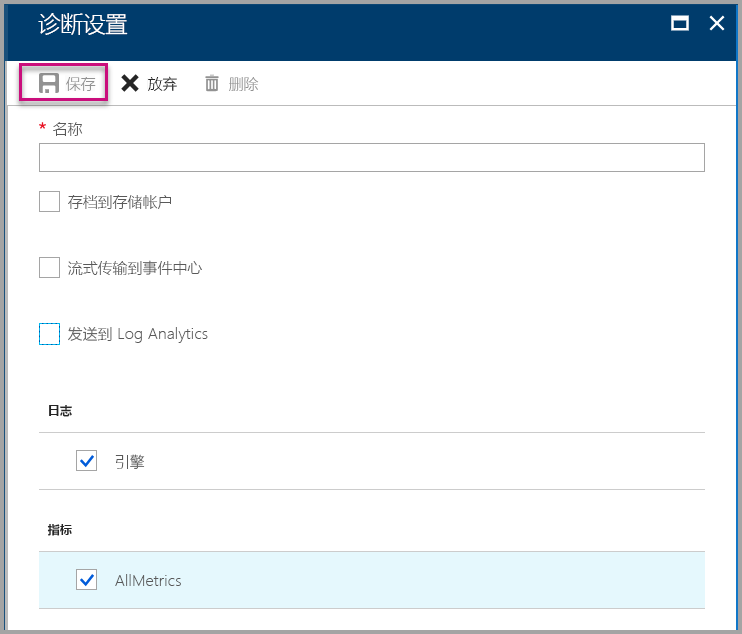 诊断设置
保存 放弃 删除
* 名称
存档到存储帐户
流式传输到事件中心
发送到 Log Analytics
日志
引擎
指标
AllMetrics